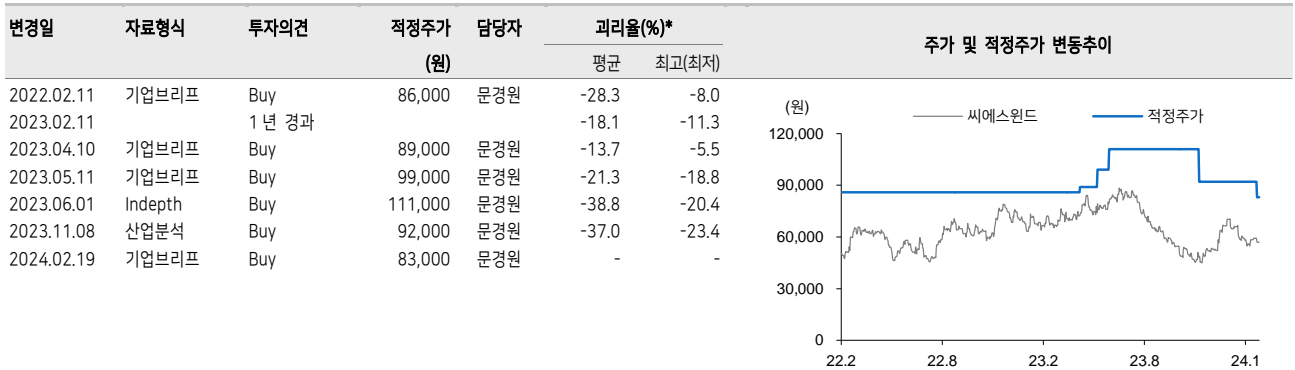 변경일 자료형식 투자의견 적정주가 담당자 괴리율(%)* 주가 및 적정주가 변동추이
(원) 평균 최고(최저)
2022.02.11 기업브리프 Buy 86,000 문경원 -28.3 -8.0
2023.02.11 1년 경과 -18.1 -11.3
2023.04.10 기업브리프 Buy 89,000 문경원 -13.7 -5.5
2023.05.11 기업브리프 Buy 99,000 문경원 -21.3 -18.8
2023.06.01 Indepth Buy 111,000 문경원 -38.8 -20.4
2023.11.08 산업분석 Buy 92,000 문경원 -37.0 -23.4
2024.02.19 기업브리프 Buy 83,000 문경원 - -
(원) 씨에스윈드 적정주가
120,000
90,000
60,000
30,000
0
22.2 22.8 23.2 23.8 24.1